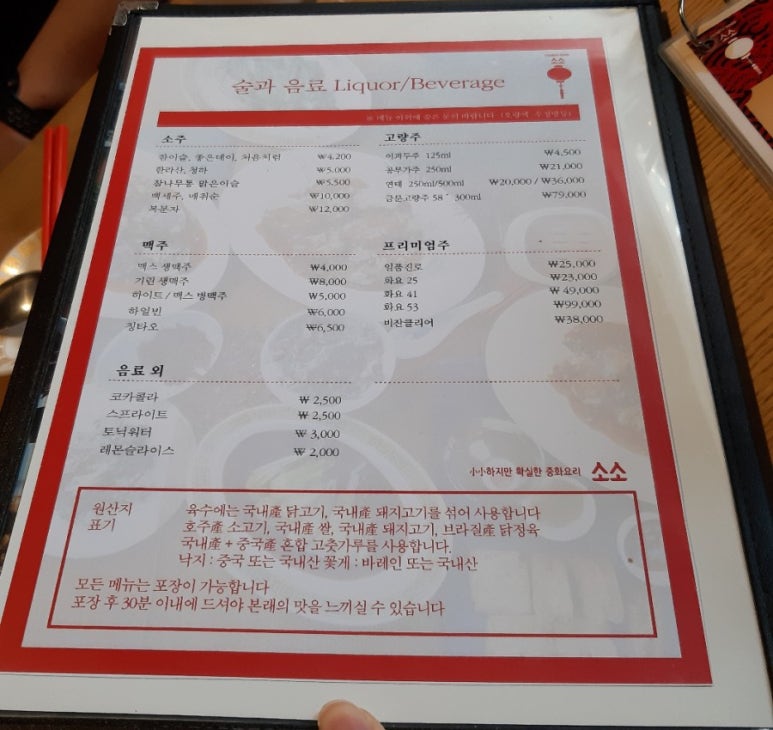 소소
술과 음료 Liquor/Beverage
※ 메뉴 이외에 술은
소주
참이슬, 좋은데이, 처음처럼 ₩4,200
한라산, 청하 ₩5,000
참나무통 맑은이슬 ₩5,500
백세주, 매취순 ₩10,000
복분자 ₩12,000
고량주
이과두주 125ml ₩4,500
공부가주 250ml ₩21,000
연태 250ml/500ml ₩20,000 / ₩36,000
금문고량주 58˚ 300ml ₩79,000
맥주
맥스 생맥주 ₩4,000
기린 생맥주 ₩8,000
하이트 / 맥스 병맥주 ₩5,000
하얼빈 ₩6,000
칭타오 ₩6,500
프리미엄주
일품진로 ₩25,000
화요 25 ₩23,000
화요 41 ₩ 49,000
화요 53 ₩99,000
비잔클리어 ₩38,000
음료 외
코카콜라 ₩ 2,500
스프라이트 ₩ 2,500
토닉워터 ₩ 3,000
레몬슬라이스 ₩ 2,000
小小하지만 확실한 중화요리 소소
원산지 육수에는 국내産 닭고기, 국내産 돼지고기를 섞어 사용합니다
표기 호주産 소고기, 국내産 쌀, 국내産 돼지고기, 브라질産 닭정육
국내産 + 중국産 혼합 고춧가루를 사용합니다.
낙지 : 중국 또는 국내산 꽃게 : 바레인 또는 국내산
모든 메뉴는 포장이 가능합니다
포장 후 30분 이내에 드셔야 본래의 맛을 느끼실 수 있습니다
소소